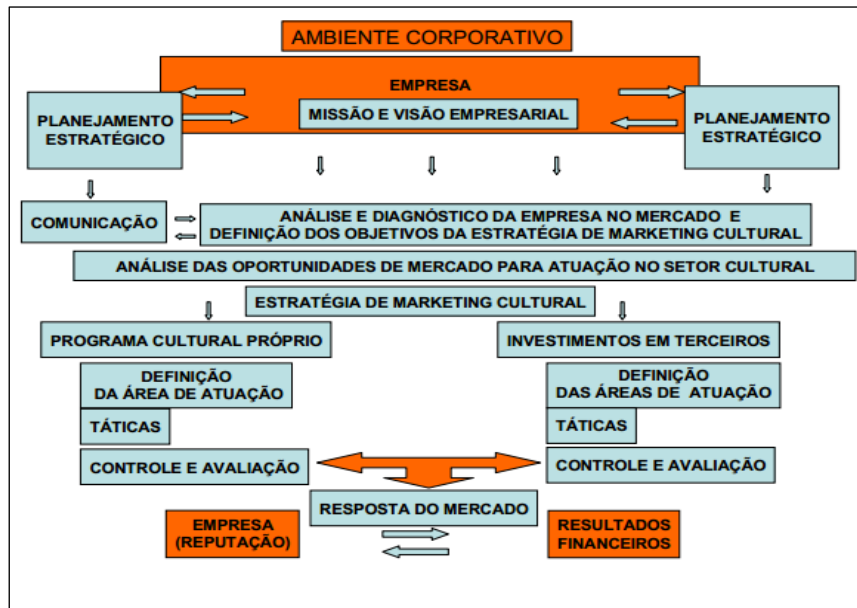 AMBIENTE CORPORATIVO
EMPRESA
MISSÃO E VISÃO EMPRESARIAL
PLANEJAMENTO
ESTRATÉGICO
PLANEJAMENTO
ESTRATÉGICO
COMUNICAÇÃO
ANÁLISE E DIAGNÓSTICO DA EMPRESA NO MERCADO E
DEFINIÇÃO DOS OBJETIVOS DA ESTRATÉGIA DE MARKETING CULTURAL
ANÁLISE DAS OPORTUNIDADES DE MERCADO PARA ATUAÇÃO NO SETOR CULTURAL
ESTRATÉGIA DE MARKETING CULTURAL
PROGRAMA CULTURAL PRÓPRIO
DEFINIÇÃO
DA ÁREA DE ATUAÇÃO
TÁTICAS
CONTROLE E AVALIAÇÃO
INVESTIMENTOS EM TERCEIROS
DEFINIÇÃO
DAS ÁREAS DE ATUAÇÃO
TÁTICAS
CONTROLE E AVALIAÇÃO
RESPOSTA DO MERCADO
EMPRESA
(REPUTAÇÃO)
RESULTADOS
FINANCEIROS